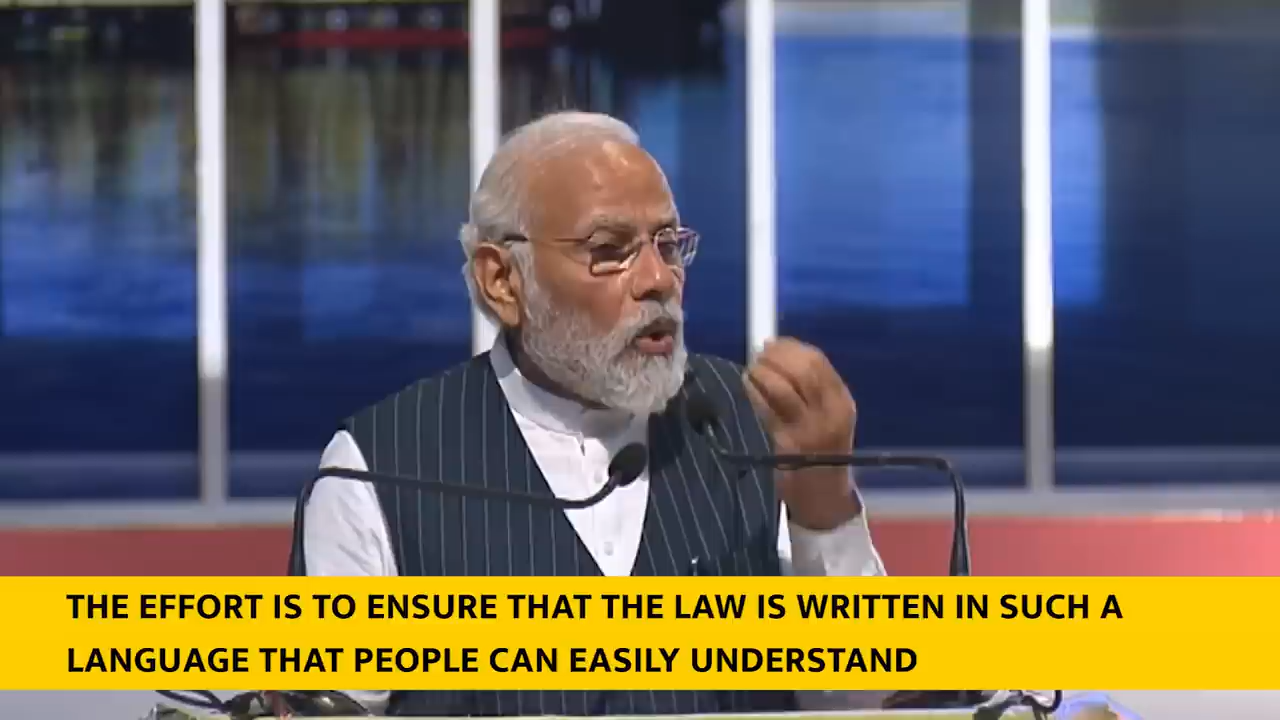 THE EFFORT IS TO ENSURE THAT THE LAW IS WRITTEN IN SUCH A
LANGUAGE THAT PEOPLE CAN EASILY UNDERSTAND